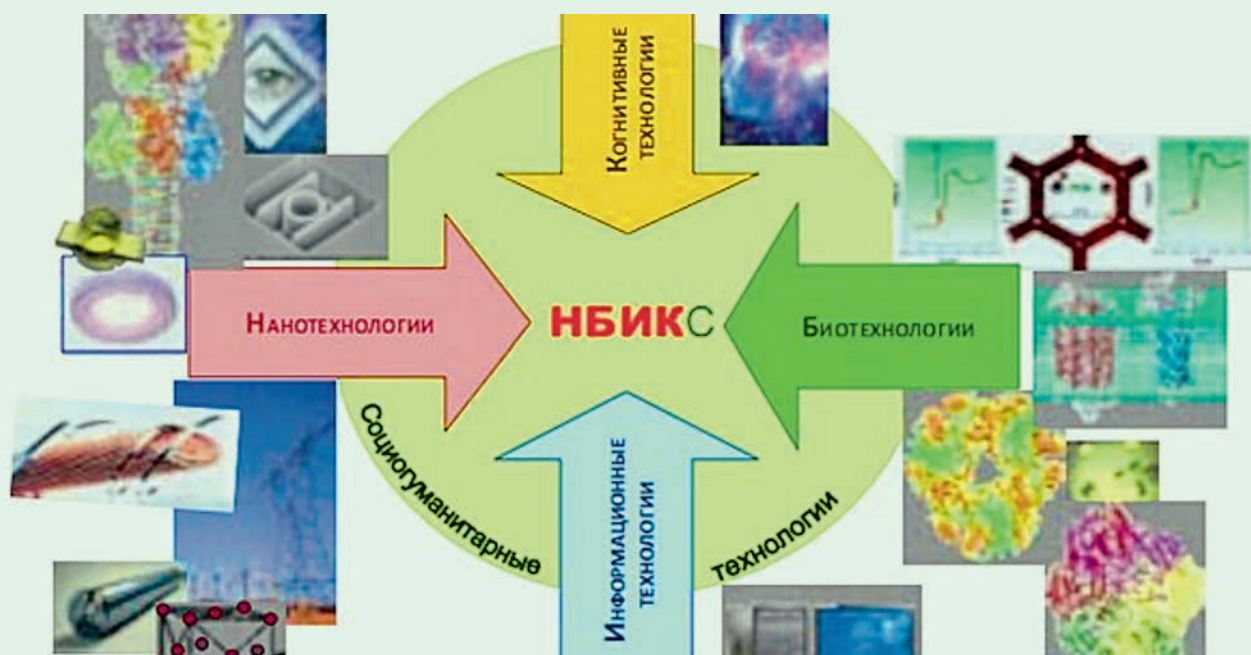 Когнитивные
технологии
Нанотехнологии
НБИКС
Биотехнологии
Социогуманитарные
технологии
Информационные
технологии